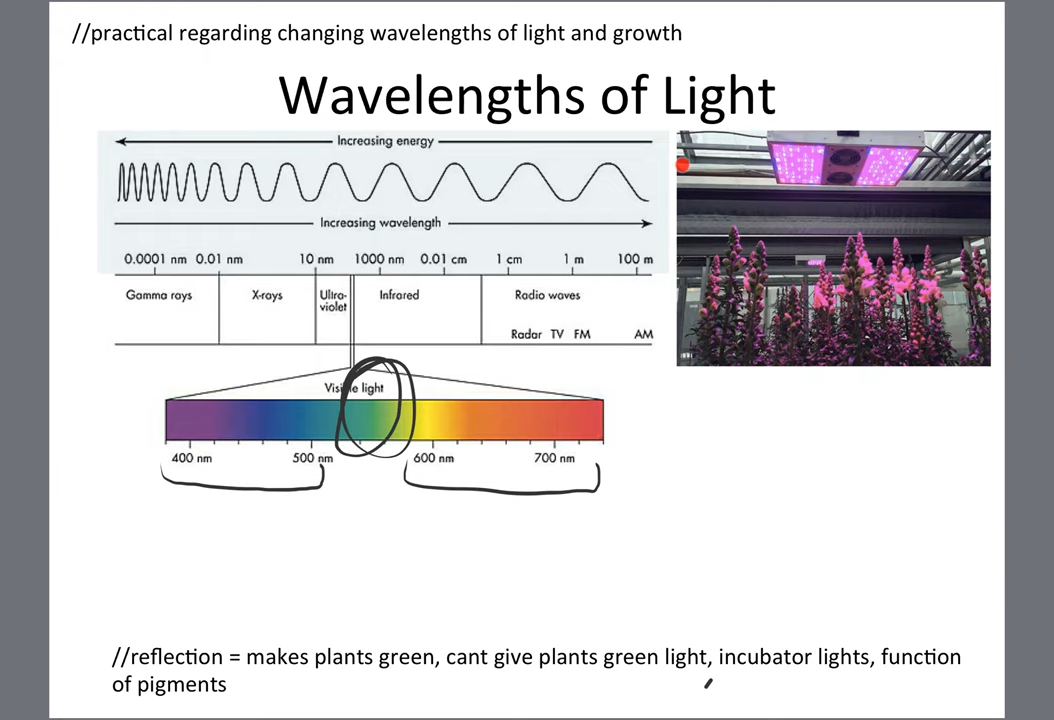 //practical regarding changing wavelengths of light and growth
Wavelengths of Light
Increasing energy
Increasing wavelength
0.0001 nm 0.01 nm 10 nm 1000 nm 0.01 cm 1 cm 1 m 100 m
Gamma rays X-rays Ultra- Infrared Radio waves
violet
Radar TV FM AM
Visible light
400 nm 500 nm 600 nm 700 nm
//reflection = makes plants green, cant give plants green light, incubator lights, function
of pigments